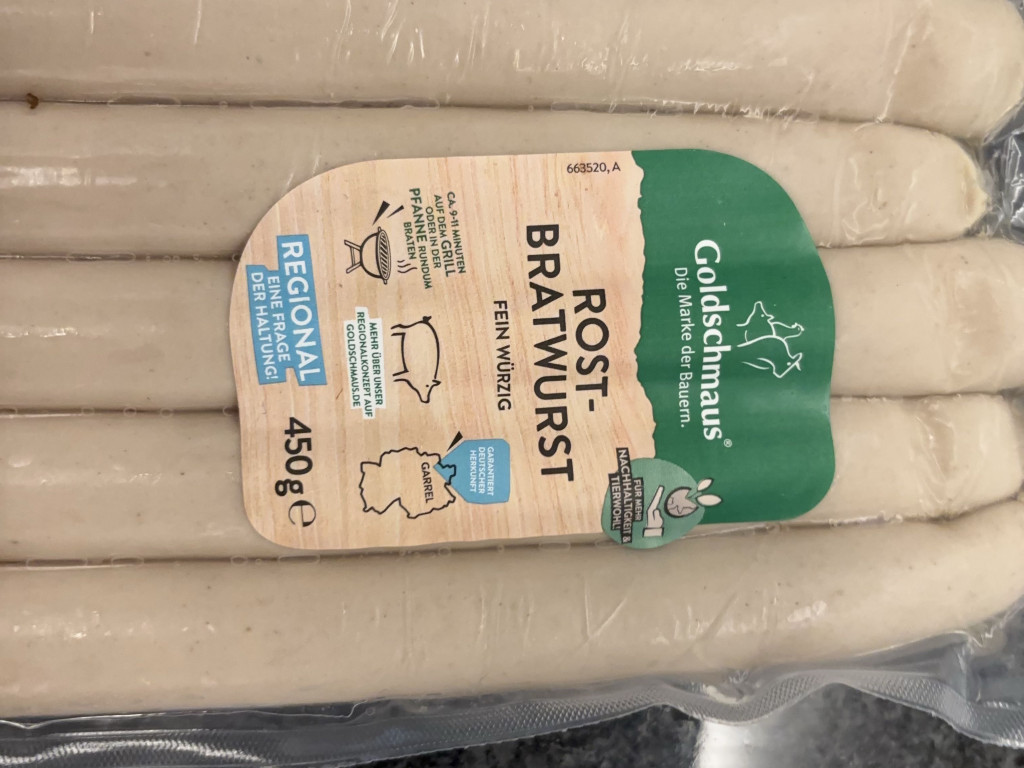 Goldschmaus®
Die Marke der Bauern.
663520, A
FÜR MEHR
NACHHALTIGKEIT &
TIERWOHL!
ROST-
BRATWURST
FEIN WÜRZIG
CA. 9-11 MINUTEN
AUF DEM GRILL
ODER IN DER
PFANNE RUNDUM
BRATEN
GARANTIERT
DEUTSCHER
HERKUNFT
GARREL
MEHR ÜBER UNSER
REGIONALKONZEPT AUF
GOLDSCHMAUS.DE
REGIONAL
EINE FRAGE
DER HALTUNG!
450g ℮